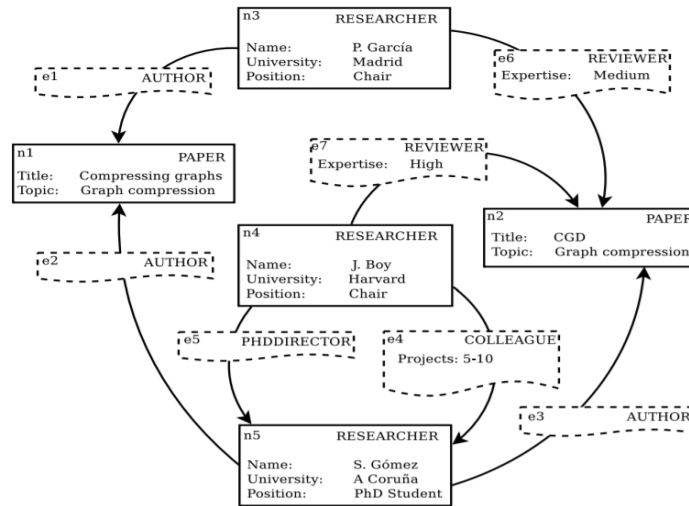 n3 RESEARCHER
Name: P. García
University: Madrid
Position: Chair
e1 AUTHOR
e6 REVIEWER
Expertise: Medium
n1 PAPER
Title: Compressing graphs
Topic: Graph compression
e7 REVIEWER
Expertise: High
n2 PAPER
Title: CGD
Topic: Graph compression
n4 RESEARCHER
Name: J. Boy
University: Harvard
Position: Chair
e2 AUTHOR
e5 PHDDIRECTOR
e4 COLLEAGUE
Projects: 5-10
e3 AUTHOR
n5 RESEARCHER
Name: S. Gómez
University: A Coruña
Position: PhD Student